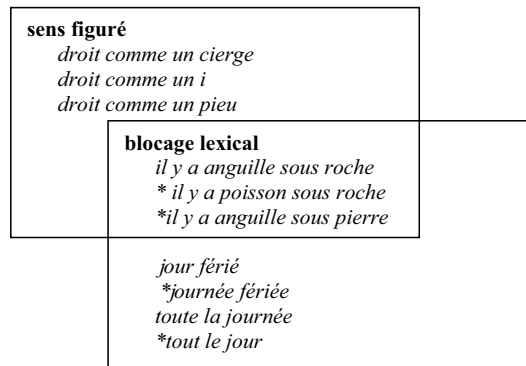 sens figuré
droit comme un cierge
droit comme un i
droit comme un pieu
blocage lexical
il y a anguille sous roche
* il y a poisson sous roche
*il y a anguille sous pierre
jour férié
*journée fériée
toute la journée
*tout le jour